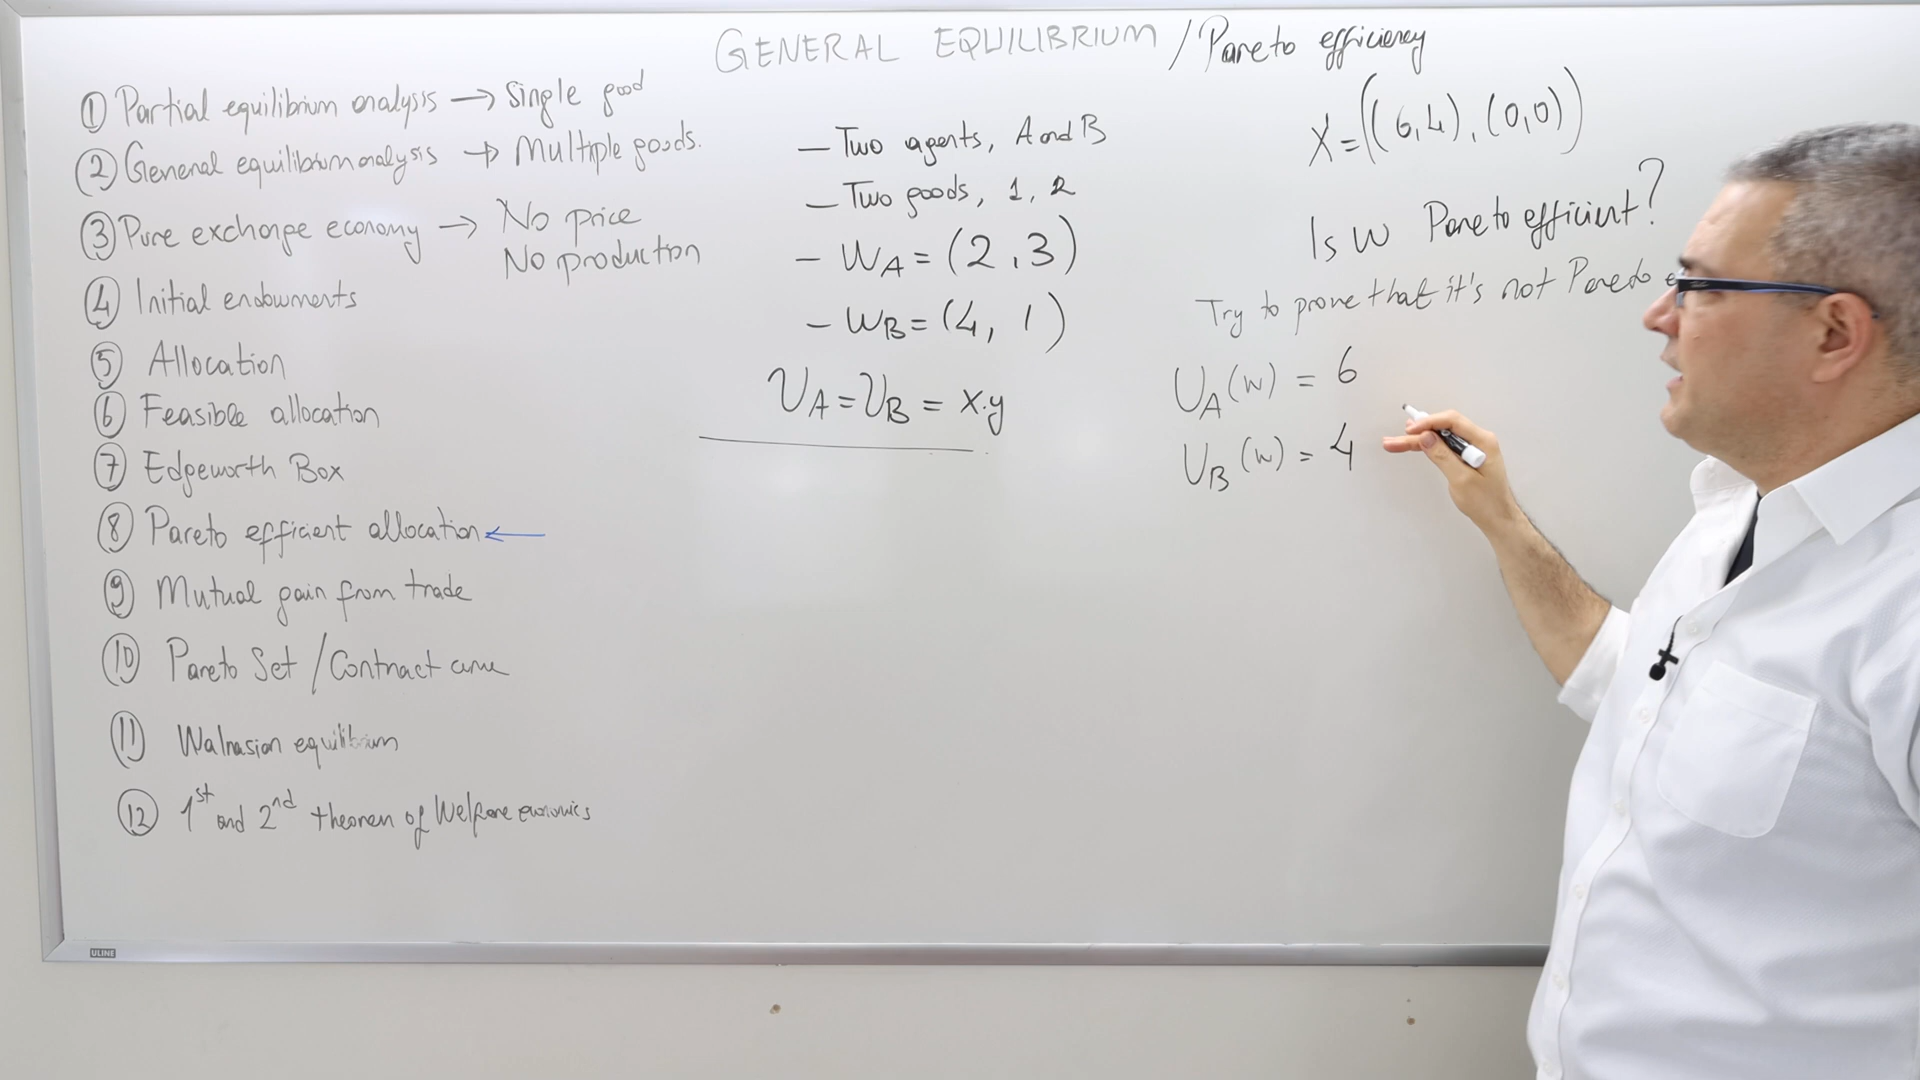 GENERAL EQUILIBRIUM / Pareto efficiency
① Partial equilibrium analysis → Single good
② General equilibrium analysis → Multiple goods.
③ Pure exchange economy → No price
No production
④ Initial endowments
⑤ Allocation
⑥ Feasible allocation
⑦ Edgeworth Box
⑧ Pareto efficient allocation ←
⑨ Mutual gain from trade
⑩ Pareto Set / Contract curve
⑪ Walrasian equilibrium
⑫ 1st and 2nd theorem of Welfare economics
— Two agents, A and B
— Two goods, 1, 2
— WA = (2, 3)
— WB = (4, 1)
UA = UB = x.y
X = ((6,4), (0,0))
Is W Pareto efficient?
Try to prove that it's not Pareto
UA(W) = 6
UB(W) = 4
ULINE